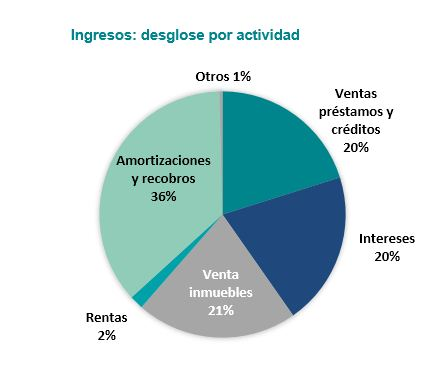 Ingresos: desglose por actividad
Otros 1%
Ventas
préstamos y
créditos
20%
Amortizaciones
y recobros
36%
Intereses
20%
Venta
inmuebles
21%
Rentas
2%